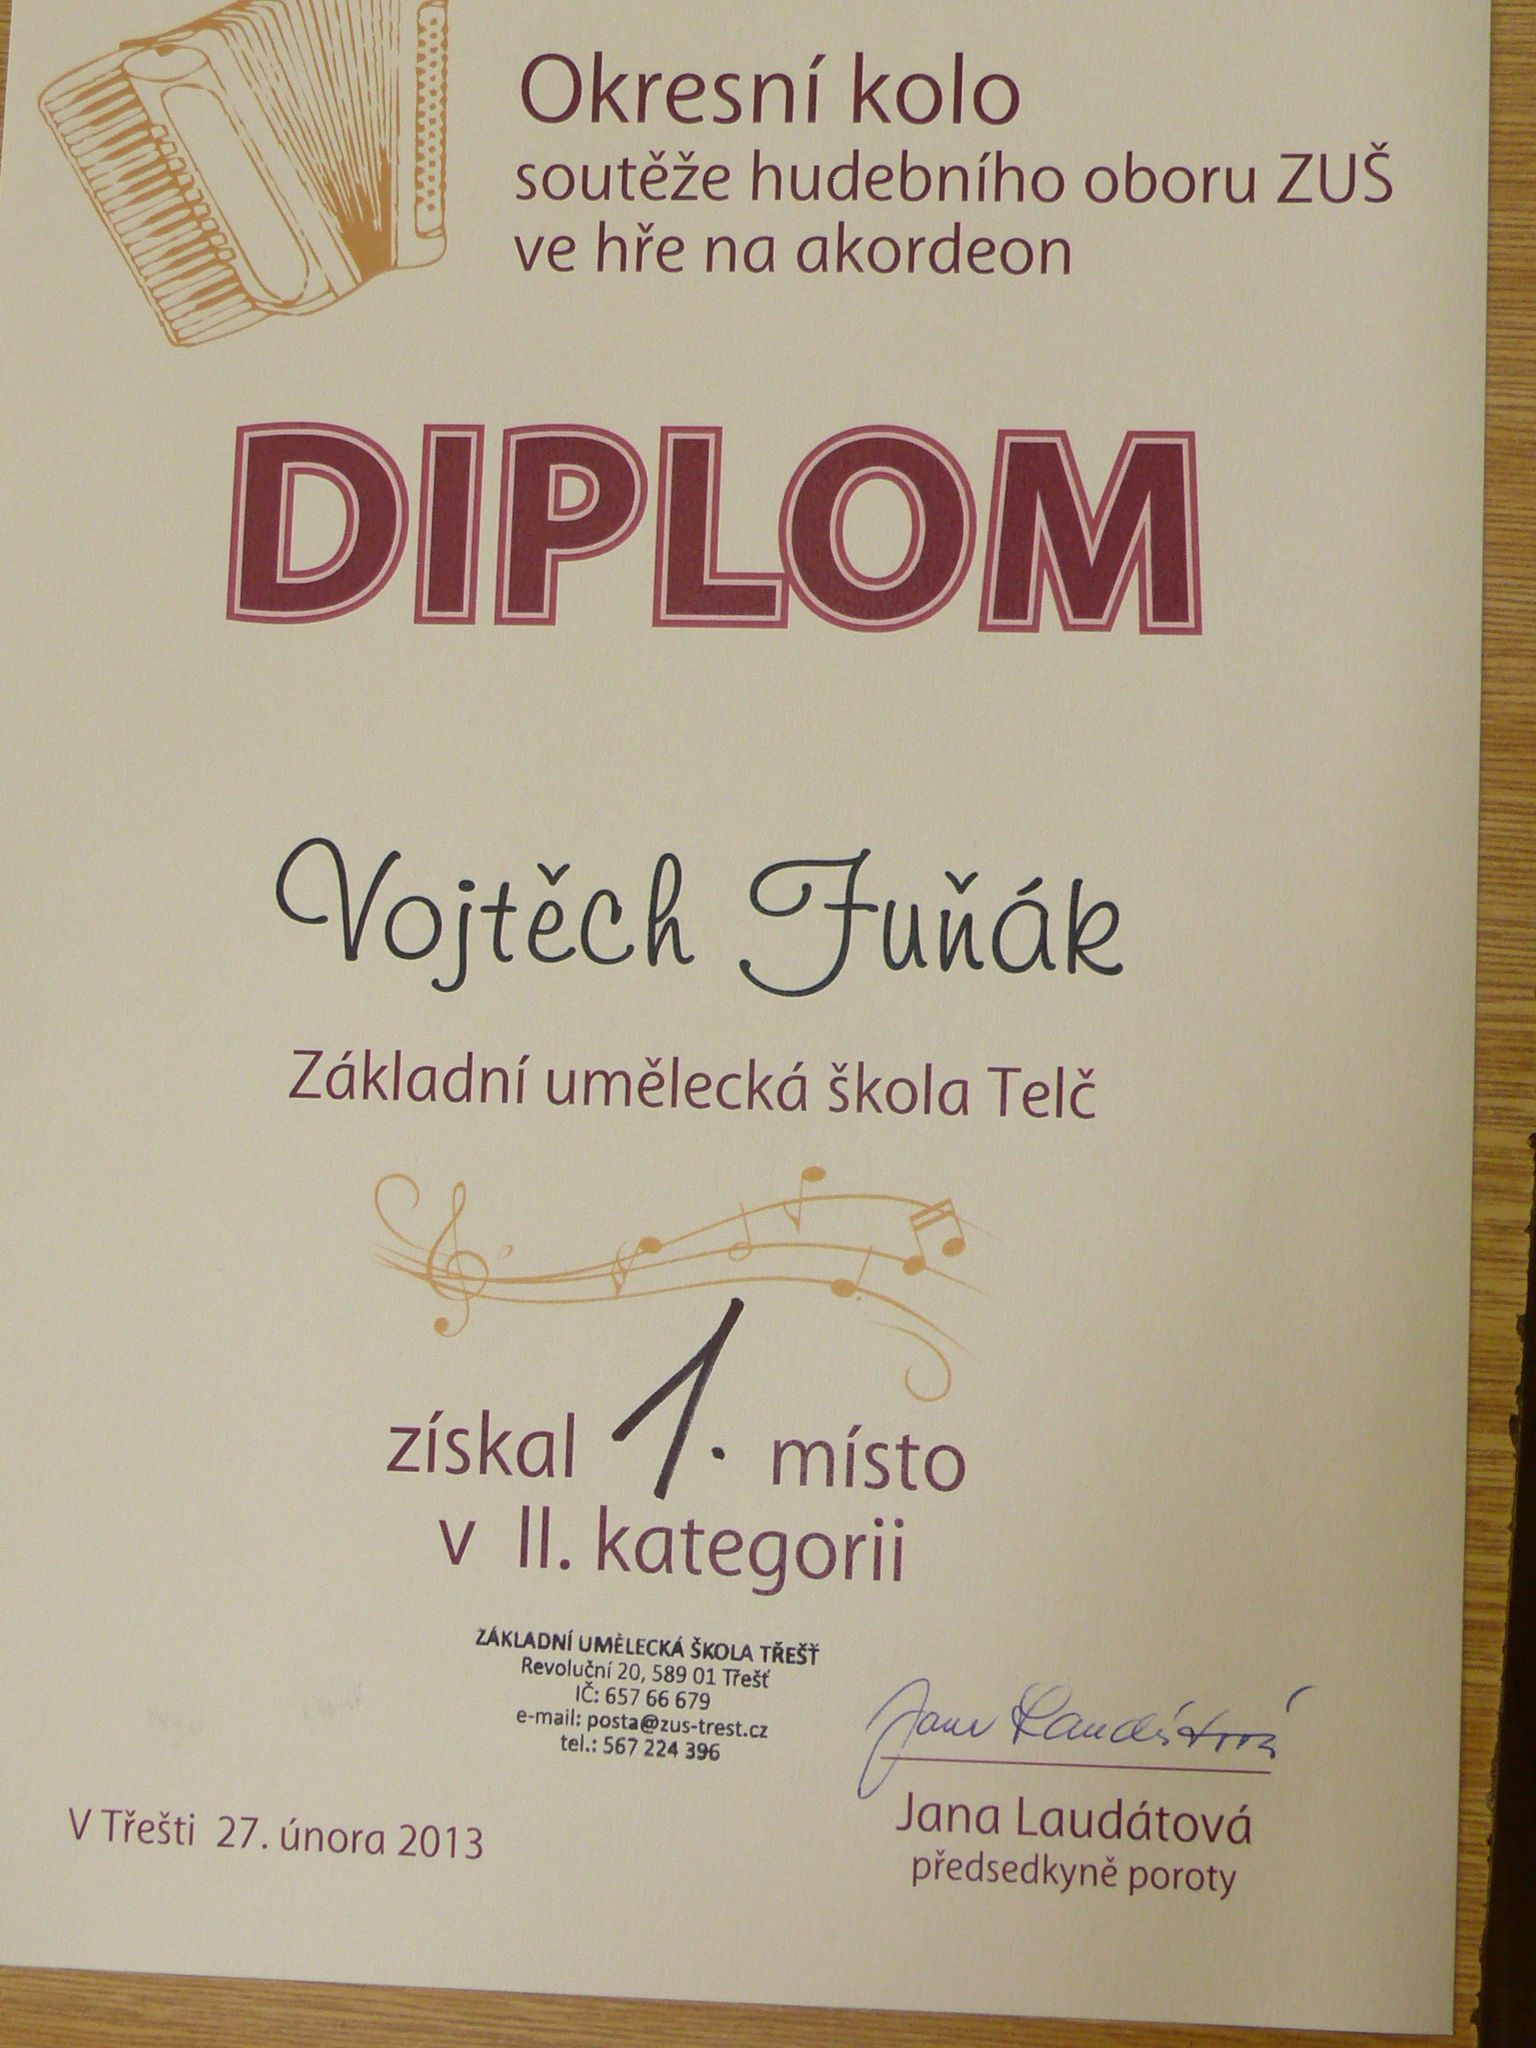 Okresní kolo
soutěže hudebního oboru ZUŠ
ve hře na akordeon
DIPLOM
Vojtěch Fuňák
Základní umělecká škola Telč
získal 1. místo
v II. kategorii
ZÁKLADNÍ UMĚLECKÁ ŠKOLA TŘEŠŤ
Revoluční 20, 589 01 Třešť
IČ: 657 66 679
e-mail: posta@zus-trest.cz
tel.: 567 224 396
Jana Laudátová
V Třešti 27. února 2013
Jana Laudátová
předsedkyně poroty